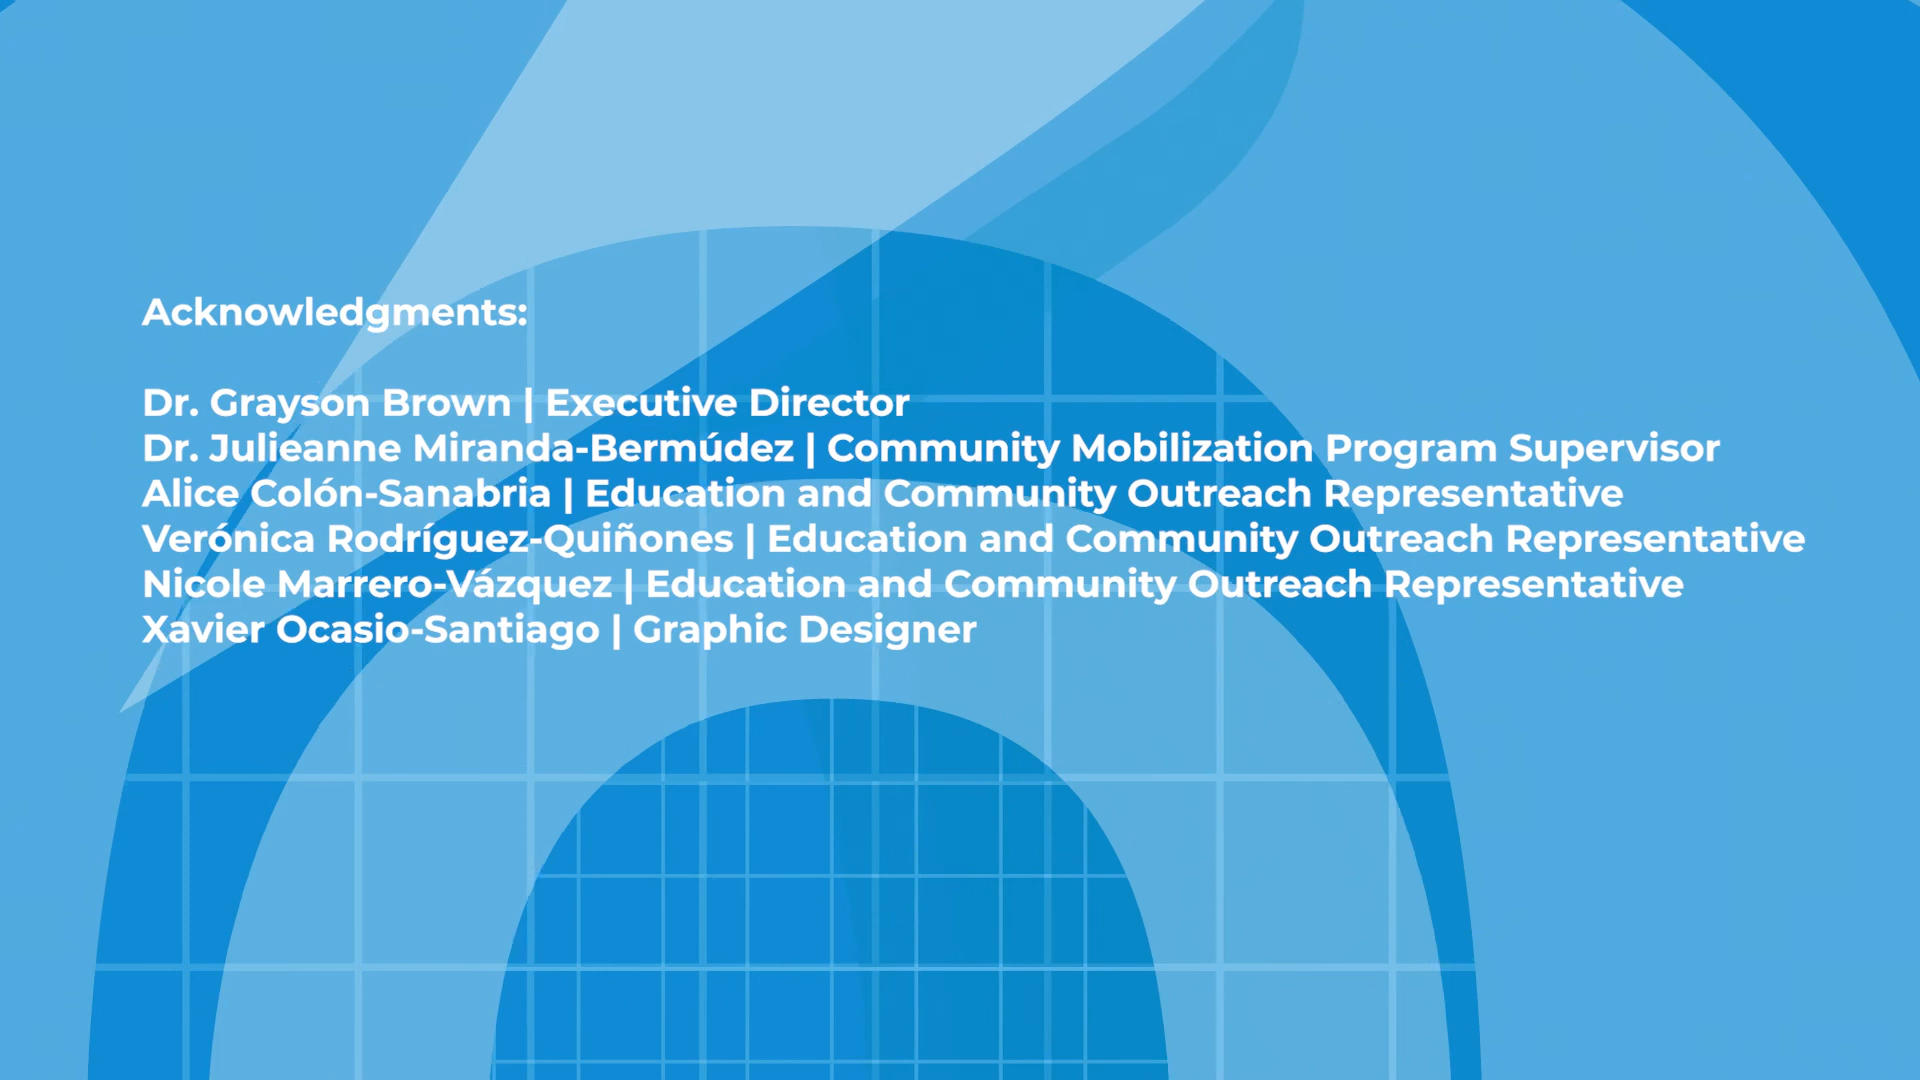 Acknowledgments:
Dr. Grayson Brown | Executive Director
Dr. Julieanne Miranda-Bermúdez | Community Mobilization Program Supervisor
Alice Colón-Sanabria | Education and Community Outreach Representative
Verónica Rodríguez-Quiñones | Education and Community Outreach Representative
Nicole Marrero-Vázquez | Education and Community Outreach Representative
Xavier Ocasio-Santiago | Graphic Designer